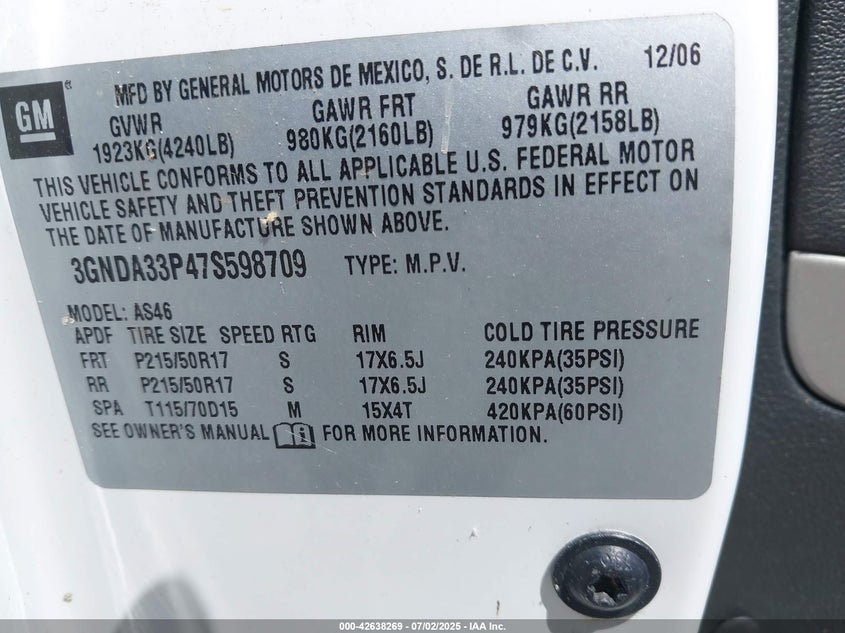 GM
MFD BY GENERAL MOTORS DE MEXICO, S. DE R.L. DE C.V. 12/06
GVWR GAWR FRT GAWR RR
1923KG(4240LB) 980KG(2160LB) 979KG(2158LB)
THIS VEHICLE CONFORMS TO ALL APPLICABLE U.S. FEDERAL MOTOR
VEHICLE SAFETY AND THEFT PREVENTION STANDARDS IN EFFECT ON
THE DATE OF MANUFACTURE SHOWN ABOVE.
3GNDA33P47S598709 TYPE: M.P.V.
MODEL: AS46
APDF TIRE SIZE SPEED RTG RIM COLD TIRE PRESSURE
FRT P215/50R17 S 17X6.5J 240KPA(35PSI)
RR P215/50R17 S 17X6.5J 240KPA(35PSI)
SPA T115/70D15 M 15X4T 420KPA(60PSI)
SEE OWNER'S MANUAL FOR MORE INFORMATION.
000-42638269 - 07/02/2025 - IAA Inc.